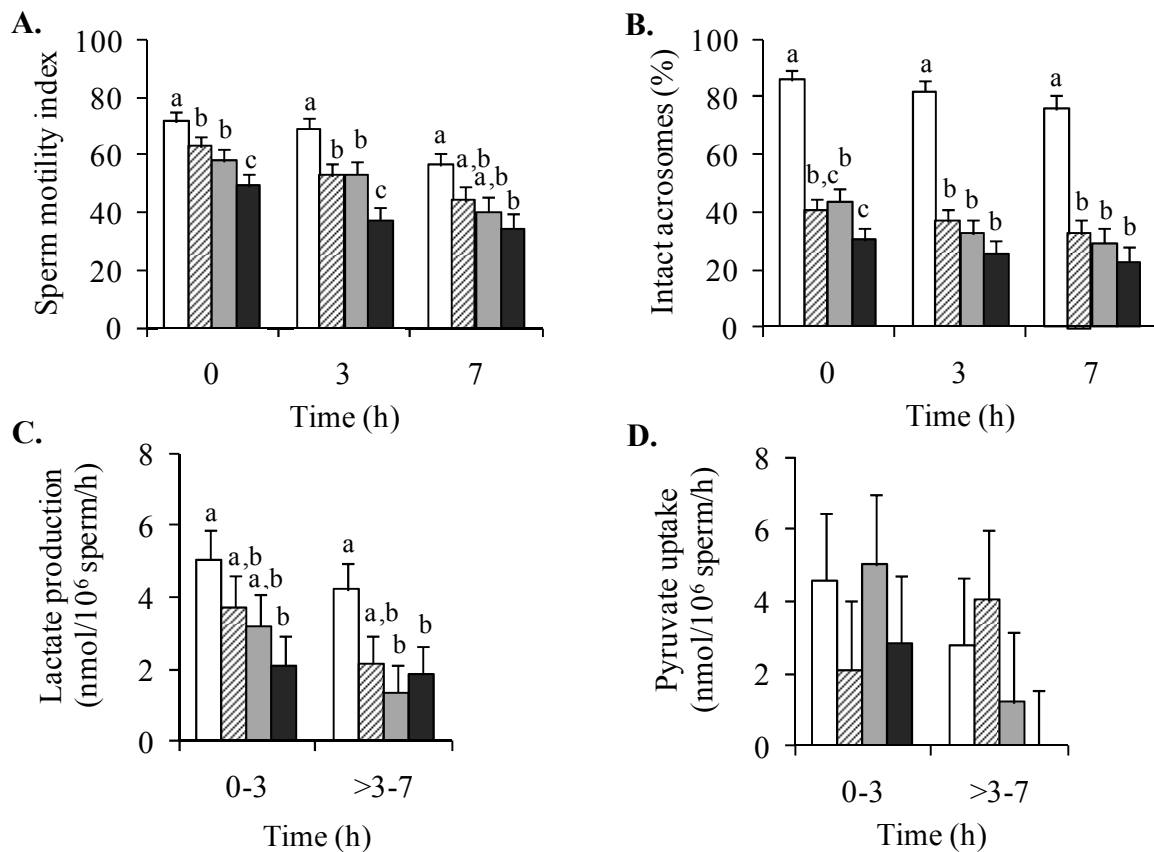 A.
Sperm motility index
100
80
60
40
20
0
a
b
b
c
a
b
b
c
a
a,b
a,b
b
0 3 7
Time (h)
B.
Intact acrosomes (%)
100
80
60
40
20
0
a
b,c
b
c
a
b
b
b
a
b
b
b
0 3 7
Time (h)
C.
Lactate production
(nmol/10⁶ sperm/h)
8
6
4
2
0
a
a,b
a,b
b
a
a,b
b
b
0-3 >3-7
Time (h)
D.
Pyruvate uptake
(nmol/10⁶ sperm/h)
8
6
4
2
0
0-3 >3-7
Time (h)